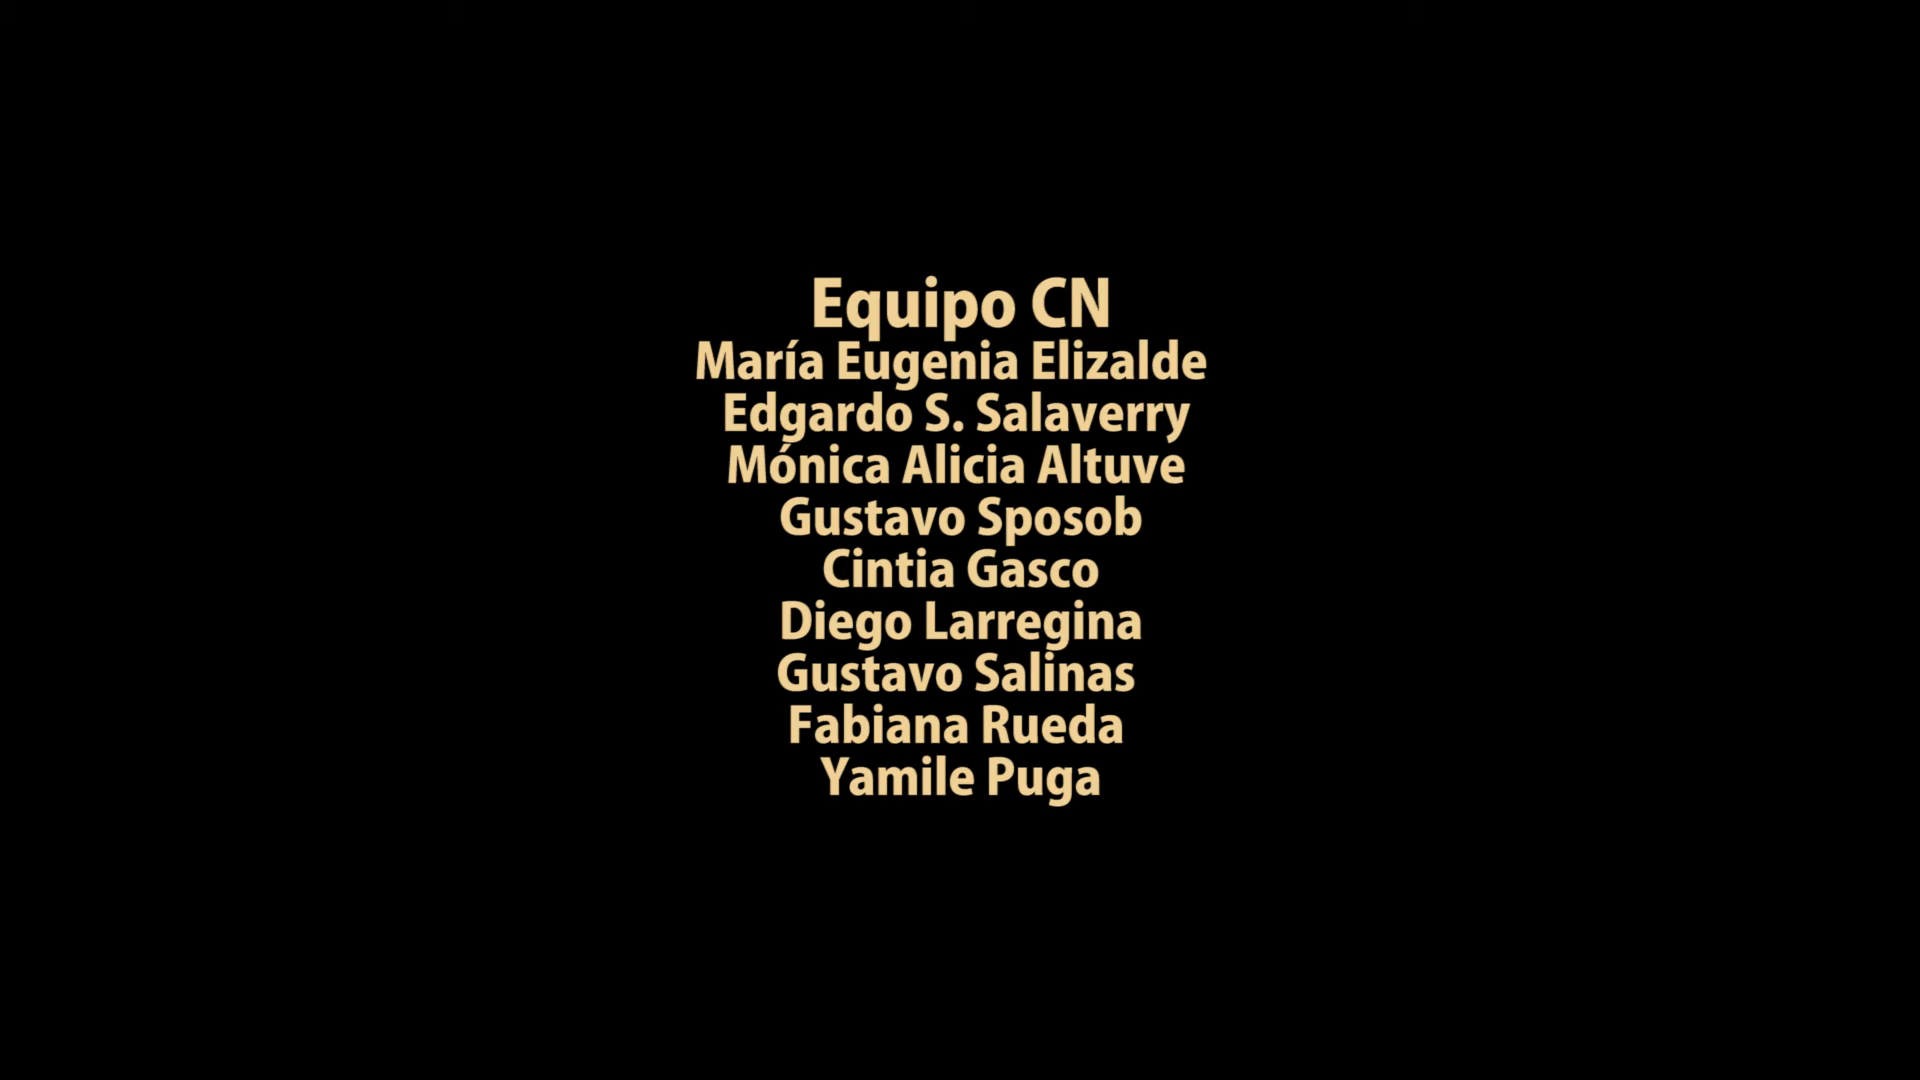 Equipo CN
María Eugenia Elizalde
Edgardo S. Salaverry
Mónica Alicia Altuve
Gustavo Sposob
Cintia Gasco
Diego Larregina
Gustavo Salinas
Fabiana Rueda
Yamile Puga